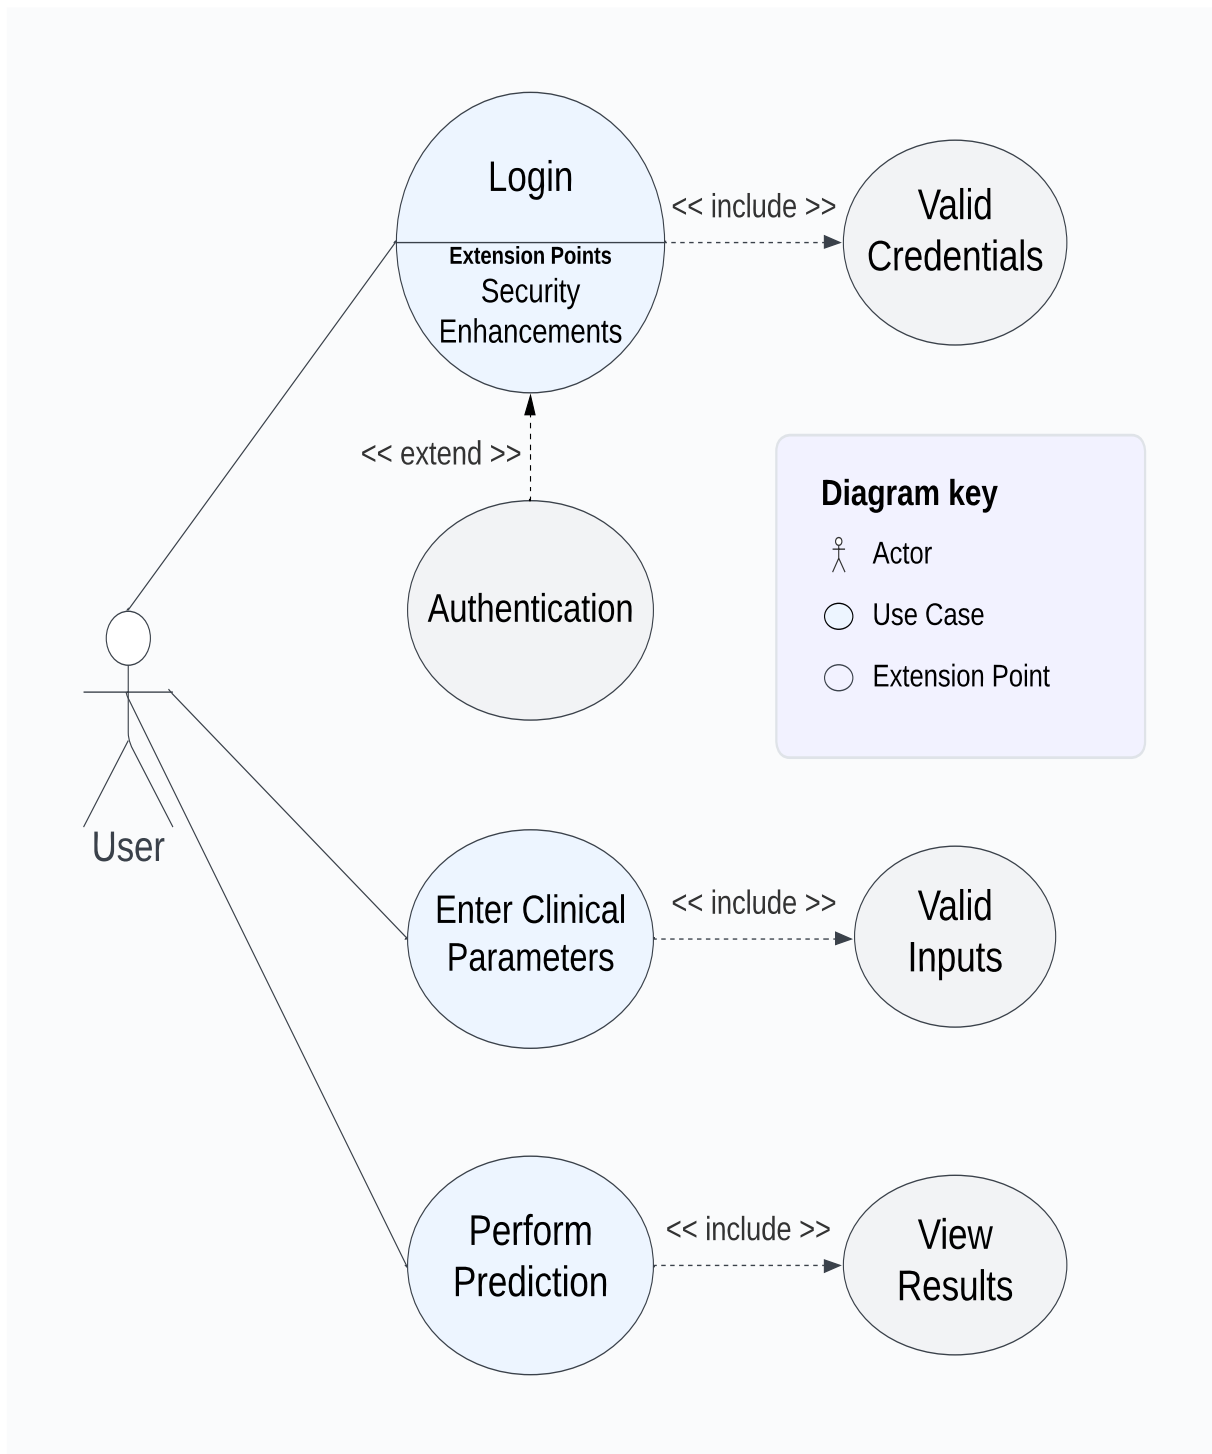 Login
Extension Points
Security
Enhancements
<< include >>
Valid
Credentials
<< extend >>
Authentication
Diagram key
Actor
Use Case
Extension Point
User
Enter Clinical
Parameters
<< include >>
Valid
Inputs
Perform
Prediction
<< include >>
View
Results